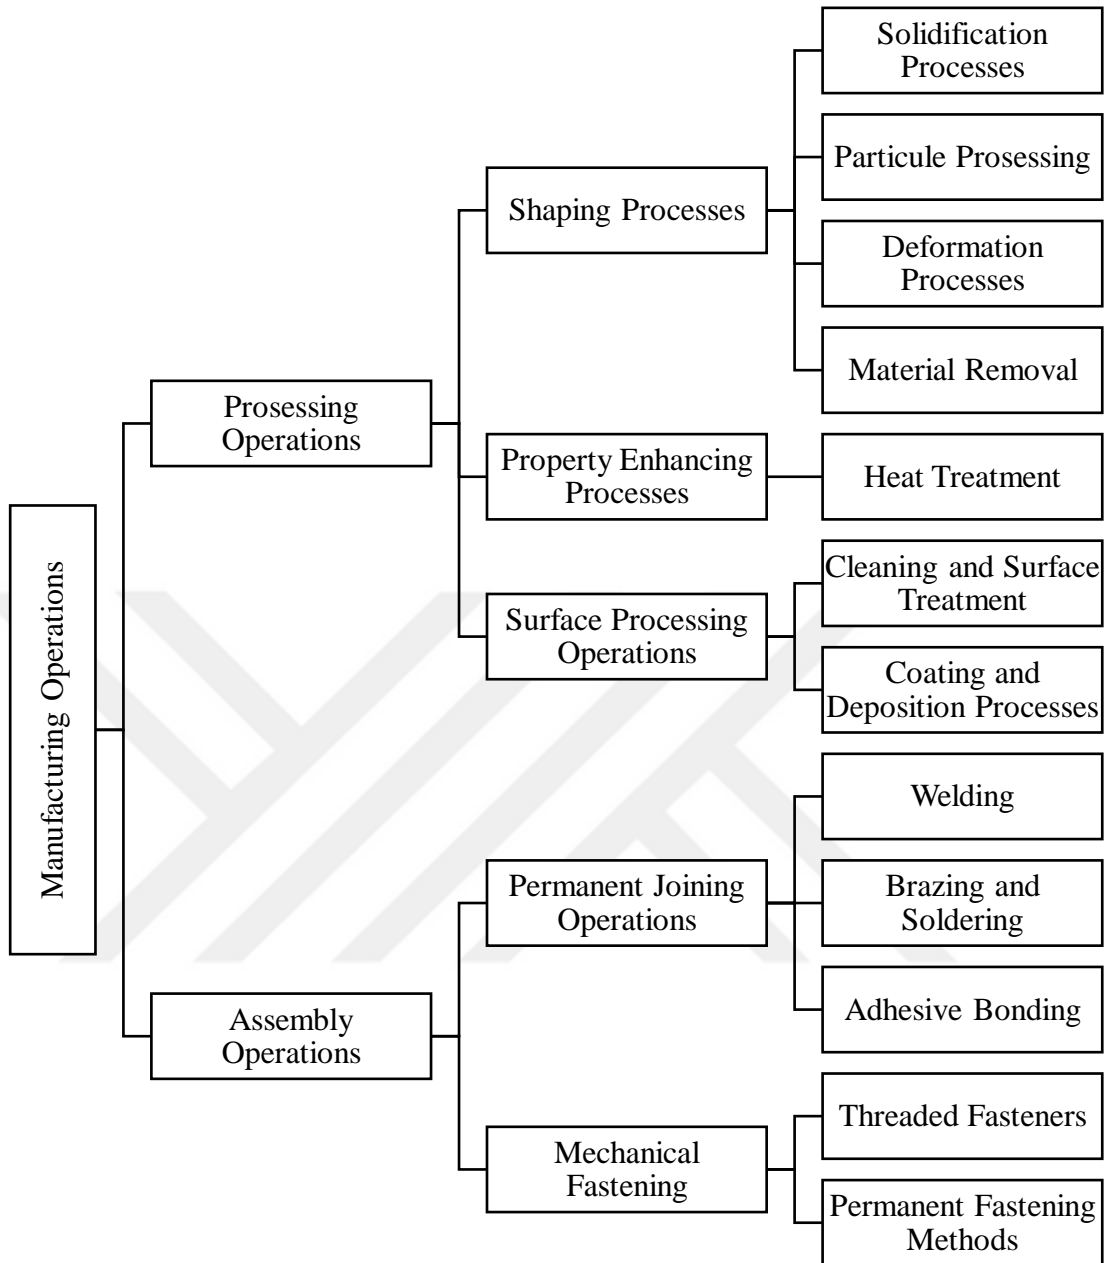 Manufacturing Operations
Prosessing
Operations
Assembly
Operations
Shaping Processes
Property Enhancing
Processes
Surface Processing
Operations
Permanent Joining
Operations
Mechanical
Fastening
Solidification
Processes
Particule Prosessing
Deformation
Processes
Material Removal
Heat Treatment
Cleaning and Surface
Treatment
Coating and
Deposition Processes
Welding
Brazing and
Soldering
Adhesive Bonding
Threaded Fasteners
Permanent Fastening
Methods